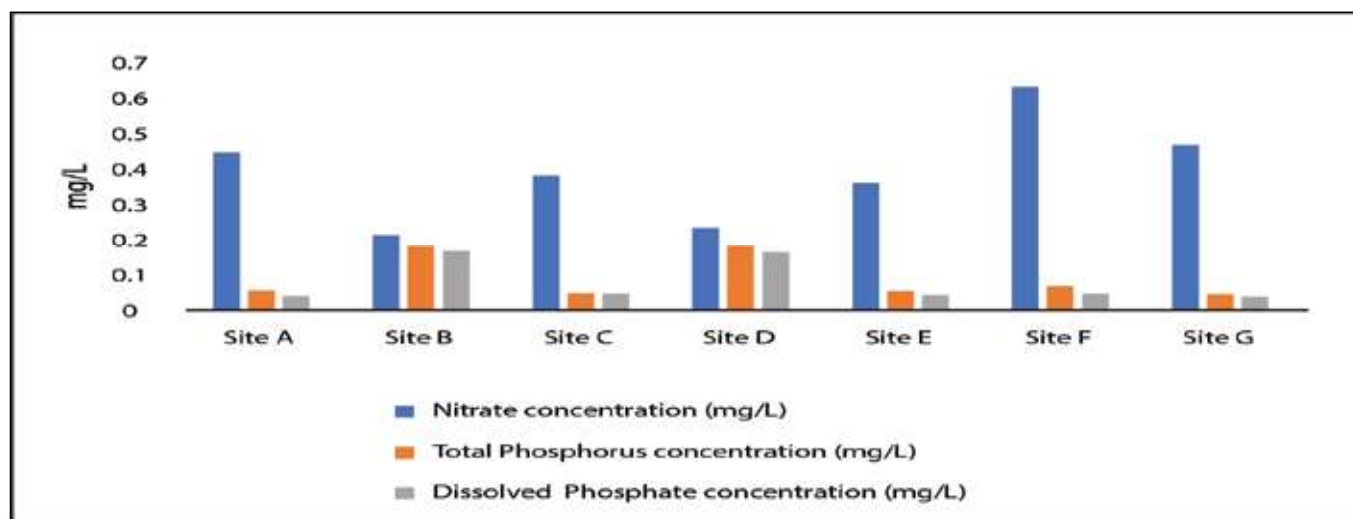 0.7
0.6
0.5
0.4
0.3
0.2
0.1
0
mg/L
Site A Site B Site C Site D Site E Site F Site G
Nitrate concentration (mg/L)
Total Phosphorus concentration (mg/L)
Dissolved Phosphate concentration (mg/L)